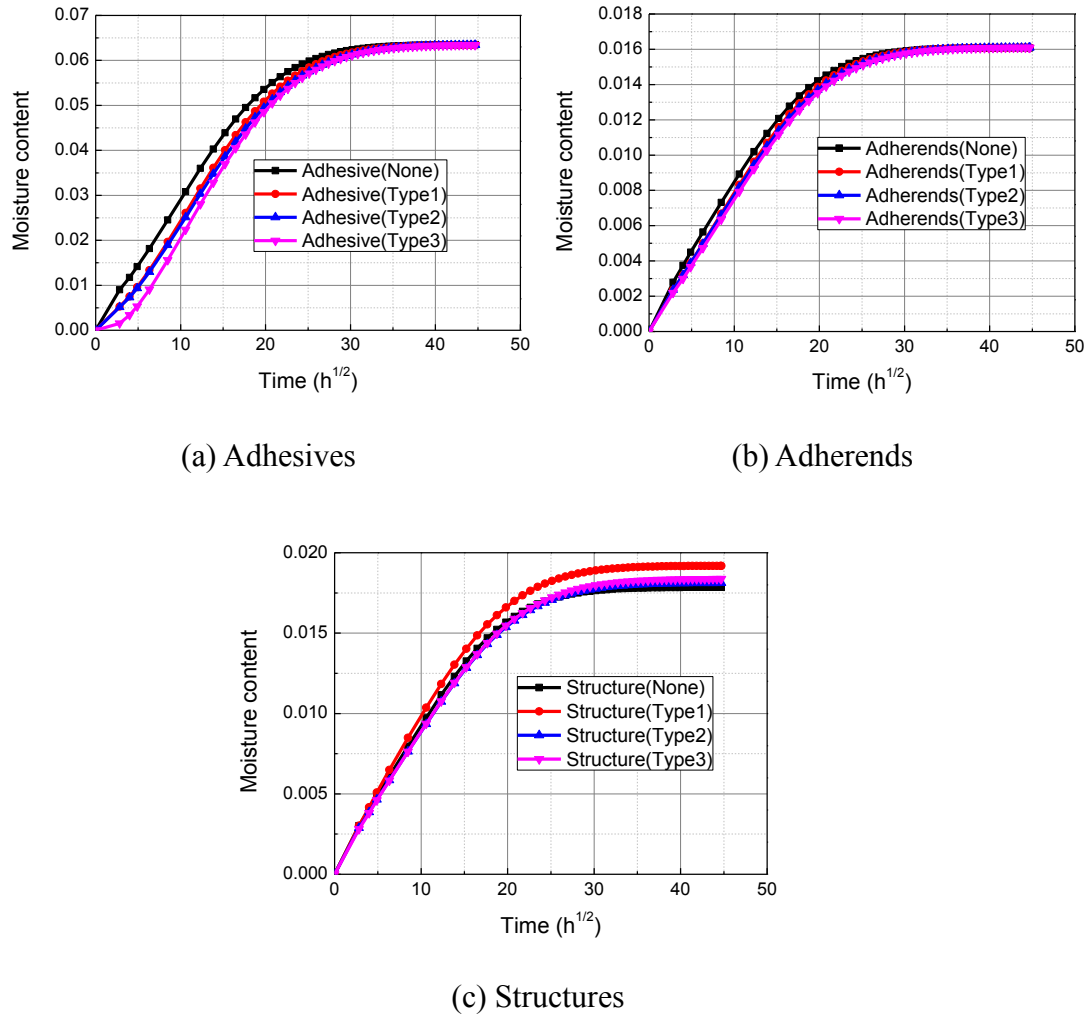 0.07
0.06
0.05
0.04
0.03
0.02
0.01
0.00
Moisture content
Adhesive(None)
Adhesive(Type1)
Adhesive(Type2)
Adhesive(Type3)
0 10 20 30 40 50
Time (h1/2)
(a) Adhesives
0.018
0.016
0.014
0.012
0.010
0.008
0.006
0.004
0.002
0.000
Moisture content
Adherends(None)
Adherends(Type1)
Adherends(Type2)
Adherends(Type3)
0 10 20 30 40 50
Time (h1/2)
(b) Adherends
0.020
0.015
0.010
0.005
0.000
Moisture content
Structure(None)
Structure(Type1)
Structure(Type2)
Structure(Type3)
0 10 20 30 40 50
Time (h1/2)
(c) Structures